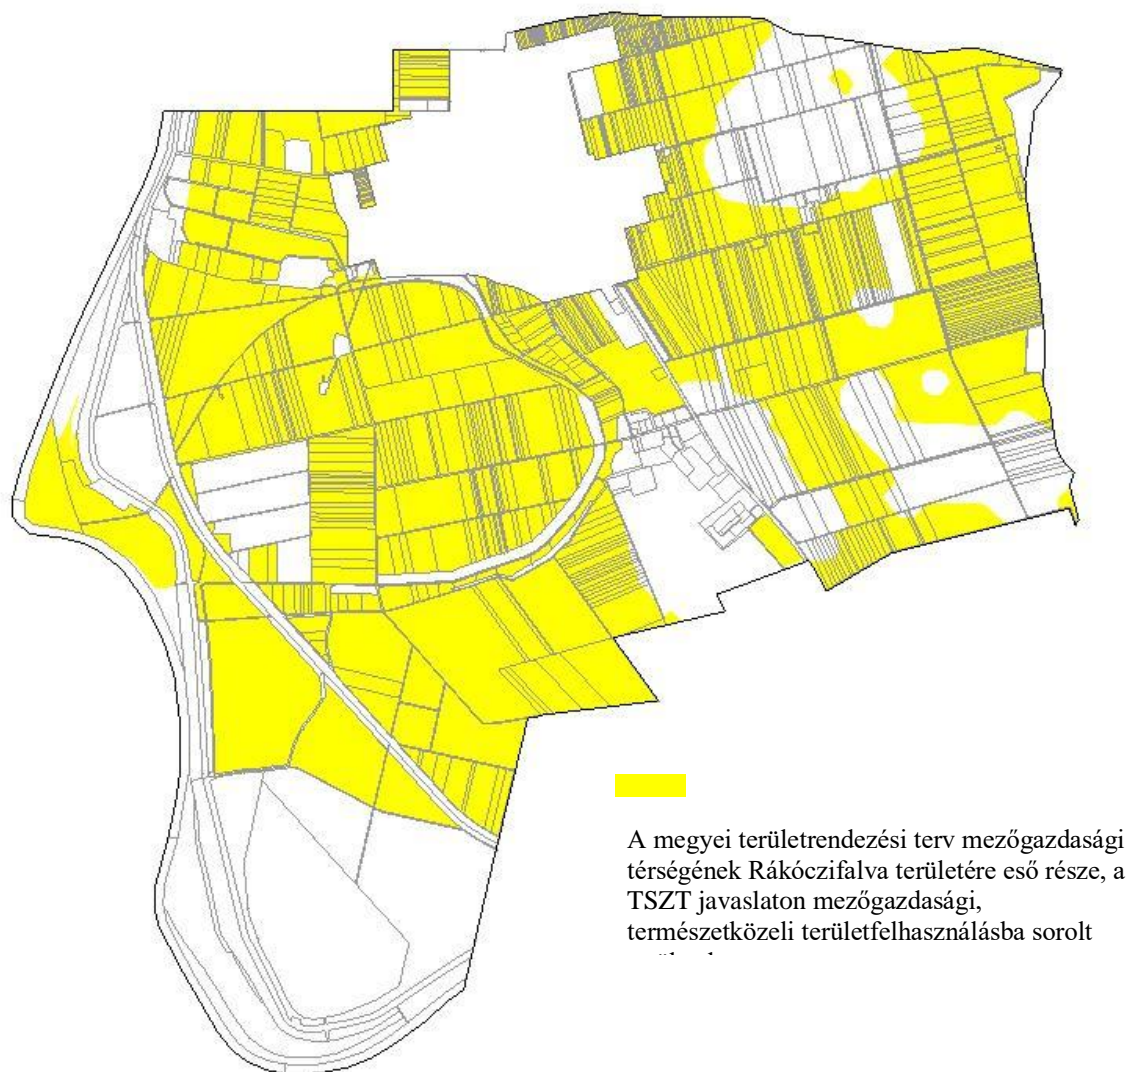 A megyei területrendezési terv mezőgazdasági
térségének Rákóczifalva területére eső része, a
TSZT javaslaton mezőgazdasági,
természetközeli területfelhasználásba sorolt